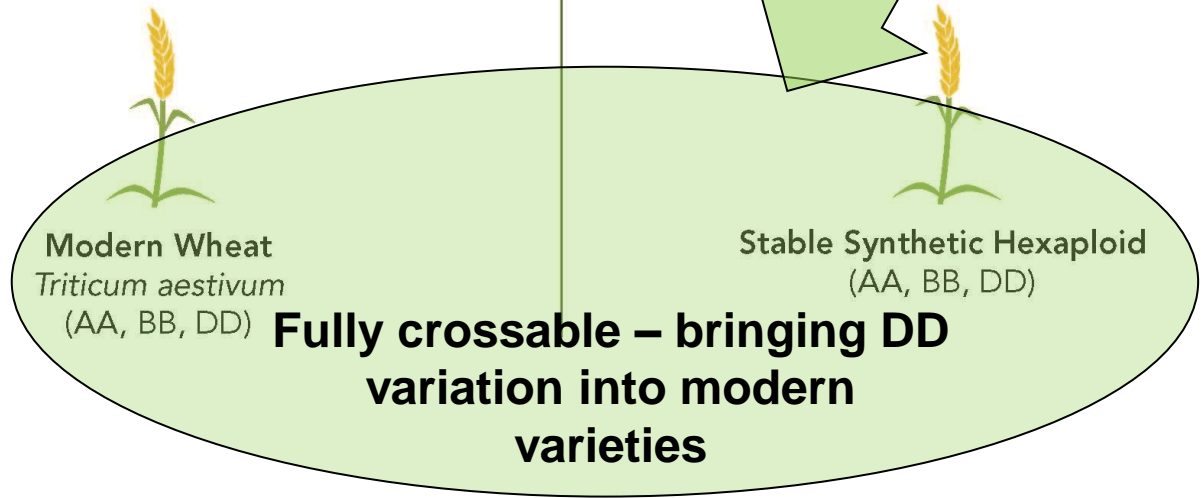 Modern Wheat
Triticum aestivum
(AA, BB, DD)
Stable Synthetic Hexaploid
(AA, BB, DD)
Fully crossable – bringing DD
variation into modern
varieties